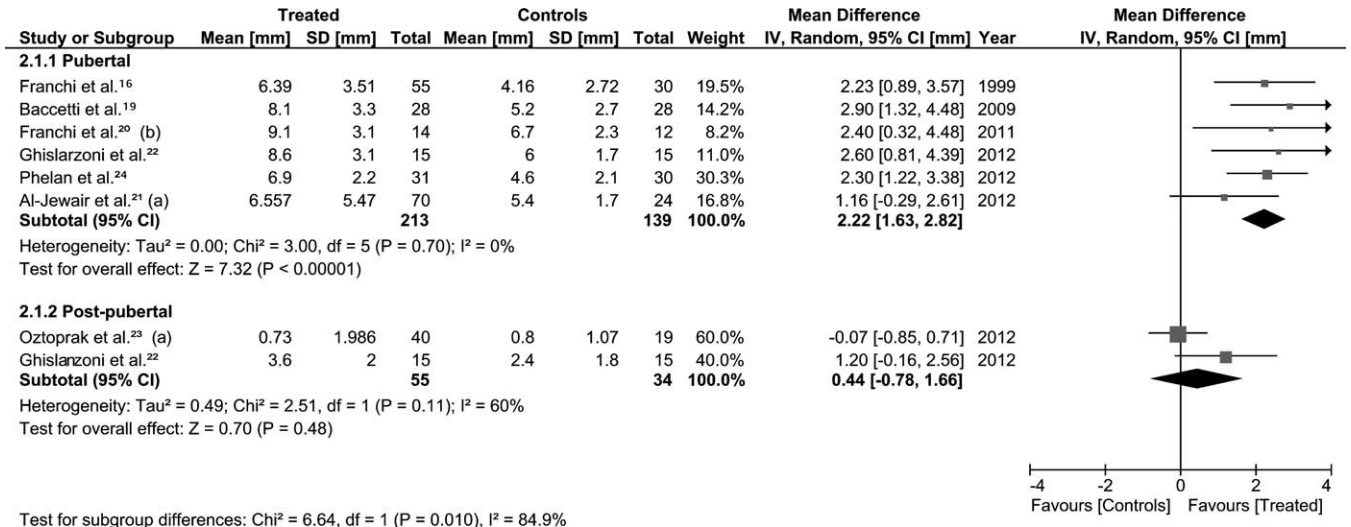 Treated Controls Mean Difference Mean Difference
Study or Subgroup Mean [mm] SD [mm] Total Mean [mm] SD [mm] Total Weight IV, Random, 95% CI [mm] Year IV, Random, 95% CI [mm]
2.1.1 Pubertal
Franchi et al.¹⁶ 6.39 3.51 55 4.16 2.72 30 19.5% 2.23 [0.89, 3.57] 1999
Baccetti et al.¹⁹ 8.1 3.3 28 5.2 2.7 28 14.2% 2.90 [1.32, 4.48] 2009
Franchi et al.²⁰ (b) 9.1 3.1 14 6.7 2.3 12 8.2% 2.40 [0.32, 4.48] 2011
Ghislarzoni et al.²² 8.6 3.1 15 6 1.7 15 11.0% 2.60 [0.81, 4.39] 2012
Phelan et al.²⁴ 6.9 2.2 31 4.6 2.1 30 30.3% 2.30 [1.22, 3.38] 2012
Al-Jewair et al.²¹ (a) 6.557 5.47 70 5.4 1.7 24 16.8% 1.16 [-0.29, 2.61] 2012
Subtotal (95% CI) 213 139 100.0% 2.22 [1.63, 2.82]
Heterogeneity: Tau² = 0.00; Chi² = 3.00, df = 5 (P = 0.70); I² = 0%
Test for overall effect: Z = 7.32 (P < 0.00001)
2.1.2 Post-pubertal
Oztoprak et al.²³ (a) 0.73 1.986 40 0.8 1.07 19 60.0% -0.07 [-0.85, 0.71] 2012
Ghislanzoni et al.²² 3.6 2 15 2.4 1.8 15 40.0% 1.20 [-0.16, 2.56] 2012
Subtotal (95% CI) 55 34 100.0% 0.44 [-0.78, 1.66]
Heterogeneity: Tau² = 0.49; Chi² = 2.51, df = 1 (P = 0.11); I² = 60%
Test for overall effect: Z = 0.70 (P = 0.48)
-4 -2 0 2 4
Favours [Controls] Favours [Treated]
Test for subgroup differences: Chi² = 6.64, df = 1 (P = 0.010), I² = 84.9%